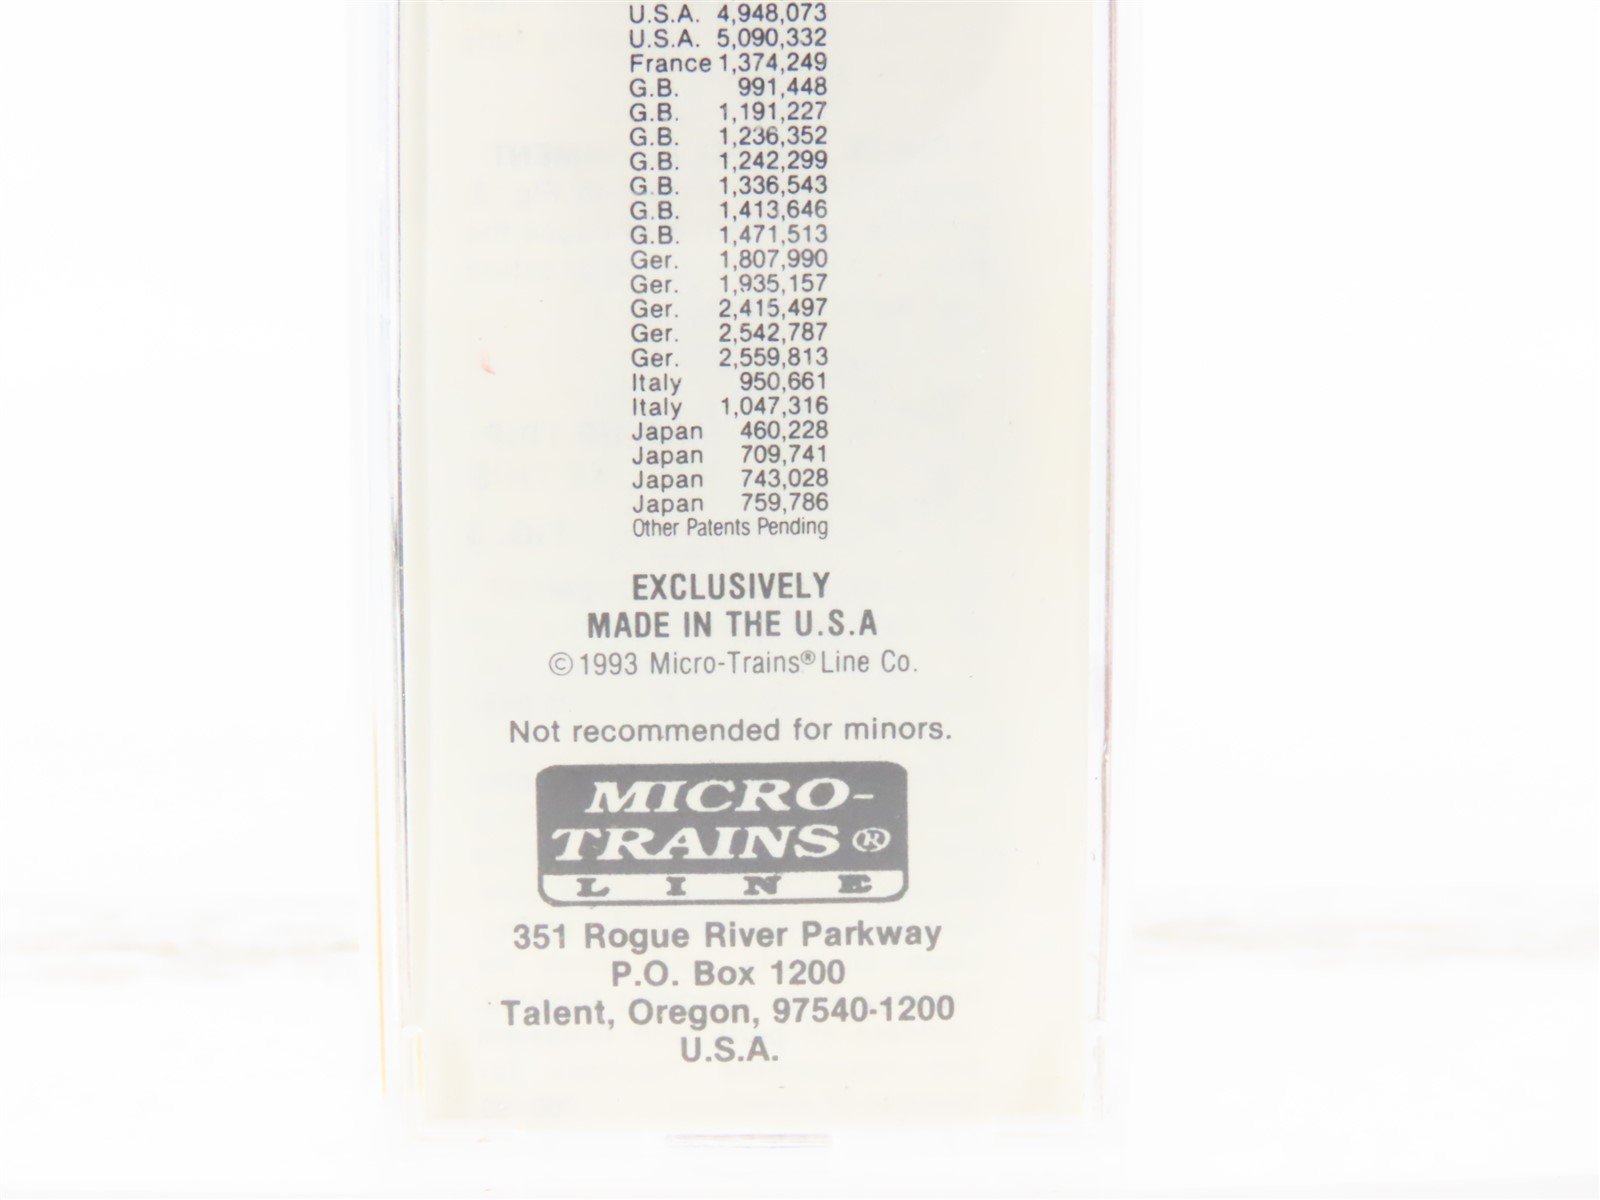 U.S.A. 4,948,073
U.S.A. 5,090,332
France 1,374,249
G.B. 991,448
G.B. 1,191,227
G.B. 1,236,352
G.B. 1,242,299
G.B. 1,336,543
G.B. 1,413,646
G.B. 1,471,513
Ger. 1,807,990
Ger. 1,935,157
Ger. 2,415,497
Ger. 2,542,787
Ger. 2,559,813
Italy 950,661
Italy 1,047,316
Japan 460,228
Japan 709,741
Japan 743,028
Japan 759,786
Other Patents Pending
EXCLUSIVELY
MADE IN THE U.S.A
©1993 Micro-Trains® Line Co.
Not recommended for minors.
MICRO-
TRAINS®
LINE
351 Rogue River Parkway
P.O. Box 1200
Talent, Oregon, 97540-1200
U.S.A.